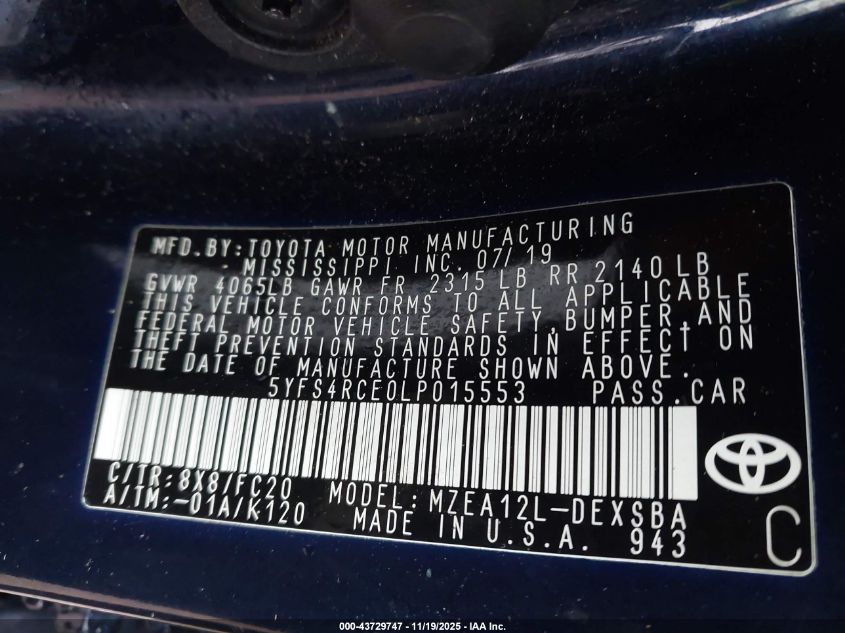 MFD. BY: TOYOTA MOTOR MANUFACTURING
- MISSISSIPPI, INC. 07/19
GVWR 4065LB GAWR FR 2315 LB RR 2140LB
THIS VEHICLE CONFORMS TO ALL APPLICABLE
FEDERAL MOTOR VEHICLE SAFETY, BUMPER, AND
THEFT PREVENTION STANDARDS IN EFFECT ON
THE DATE OF MANUFACTURE SHOWN ABOVE.
5YFS4RCE0LP015553 PASS.CAR
C/TR:8X8/FC20 MODEL:MZEA12L-DEXSBA
A/TM:-01A/K120 MADE IN U.S.A. 943
C
000-43729747 - 11/19/2025 - IAA Inc.